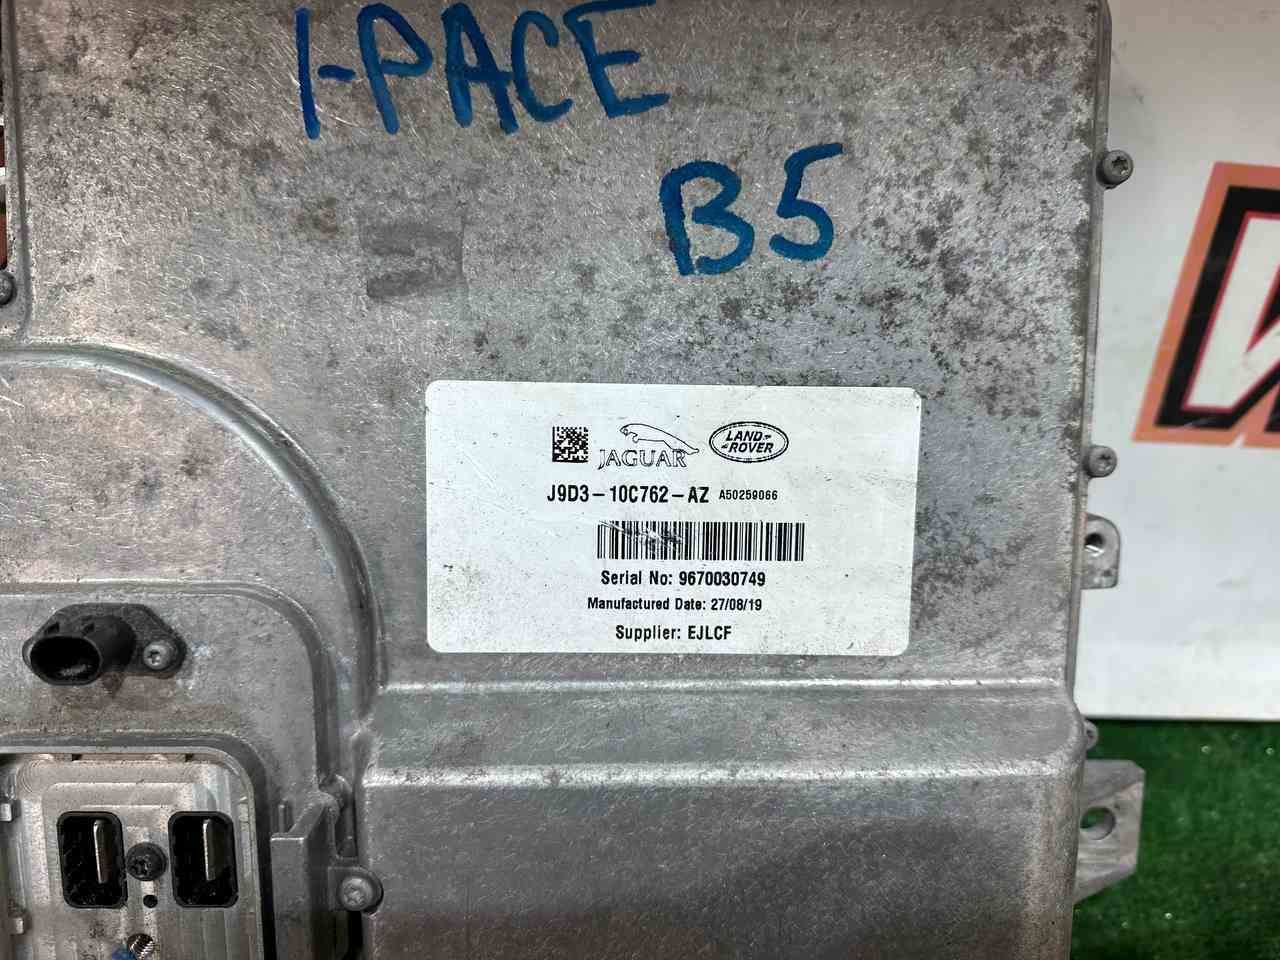 I-PACE
B5
JAGUAR
LAND
ROVER
J9D3-10C762-AZ A50259066
Serial No: 9670030749
Manufactured Date: 27/08/19
Supplier: EJLCF